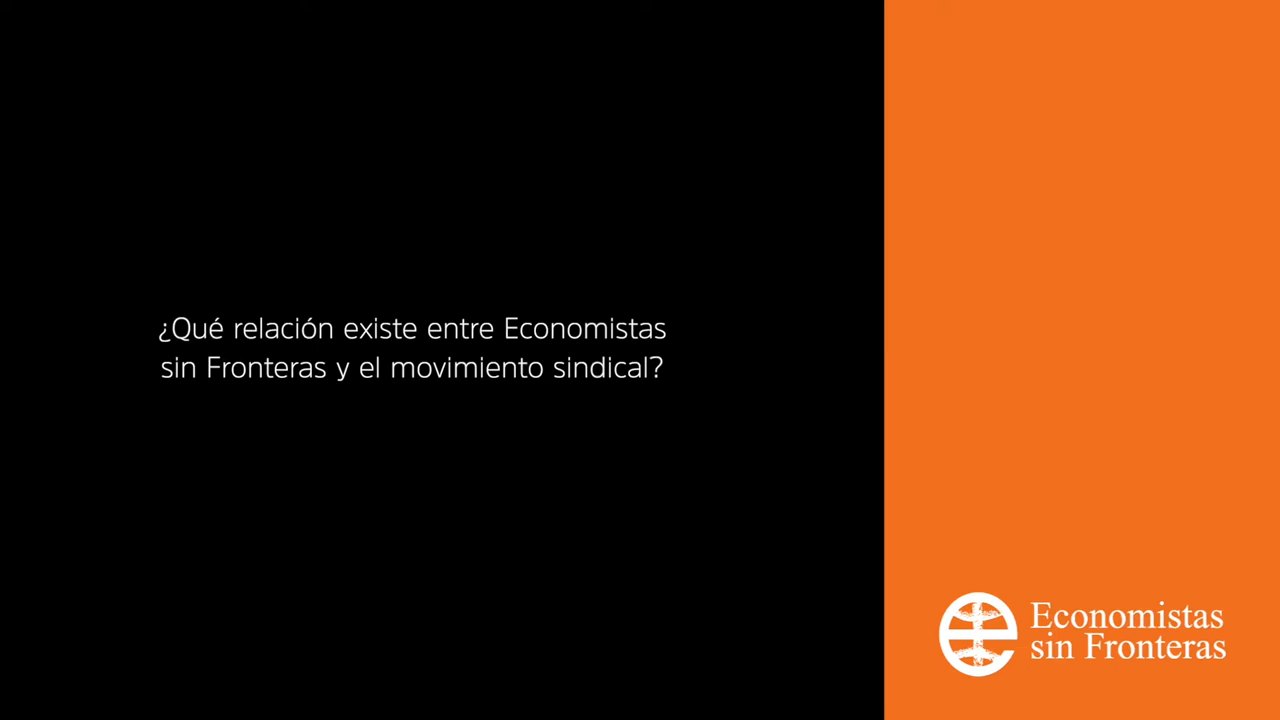 ¿Qué relación existe entre Economistas
sin Fronteras y el movimiento sindical?
Economistas
sin Fronteras